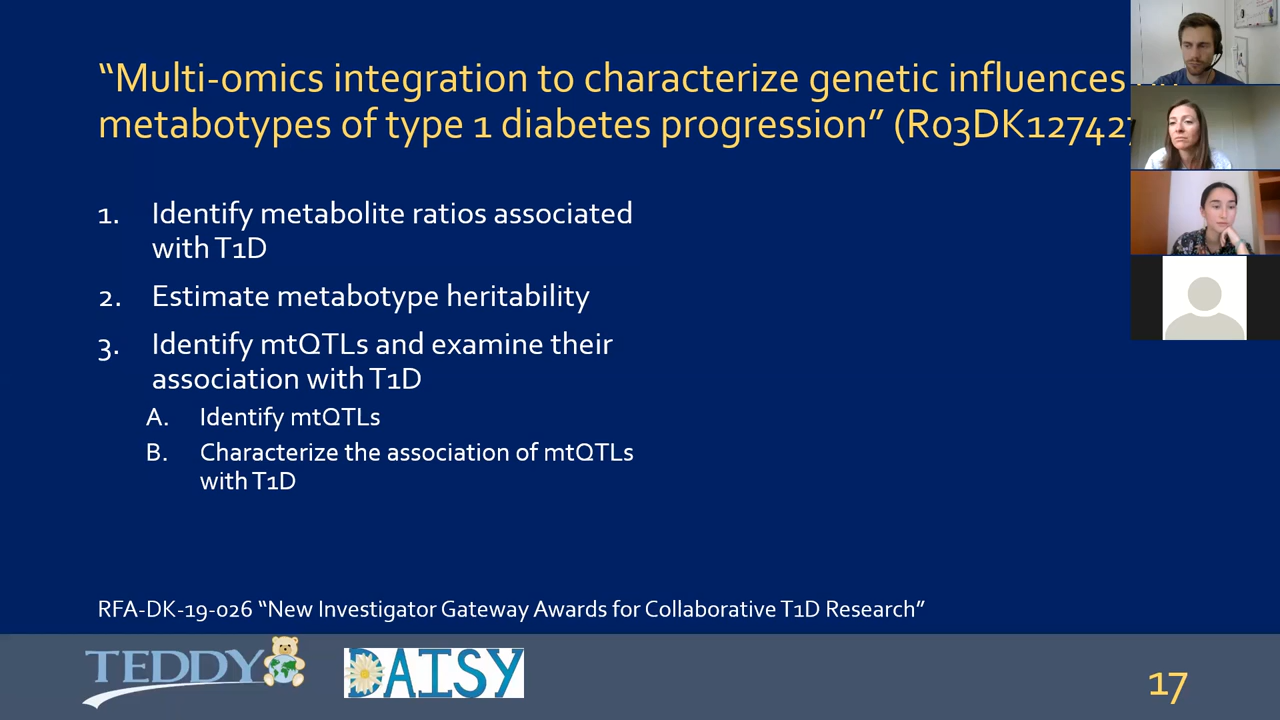 “Multi-omics integration to characterize genetic influences
metabotypes of type 1 diabetes progression” (R03DK127427
1. Identify metabolite ratios associated
with T1D
2. Estimate metabotype heritability
3. Identify mtQTLs and examine their
association with T1D
A. Identify mtQTLs
B. Characterize the association of mtQTLs
with T1D
RFA-DK-19-026 “New Investigator Gateway Awards for Collaborative T1D Research”
TEDDY
DAISY
17